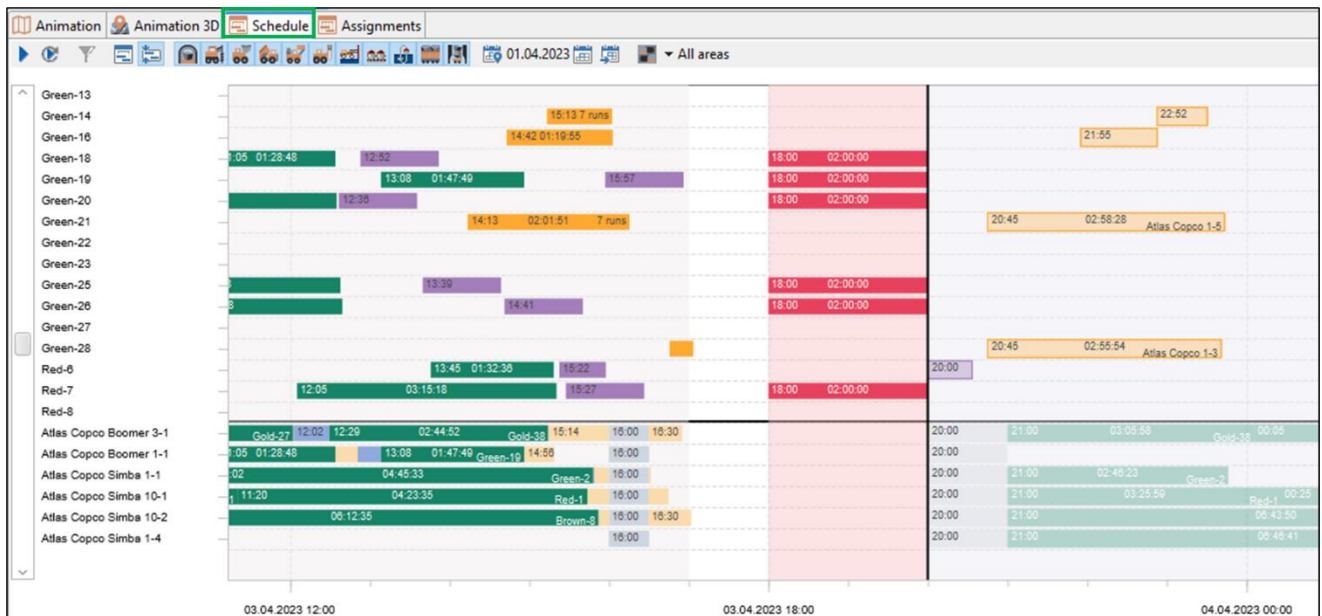 Animation Animation 3D Schedule Assignments
01.04.2023 All areas
Green-13
Green-14 15:13 7 runs 22:52
Green-16 14:42 01:19:55 21:55
Green-18 1:05 01:28:48 12:52 18:00 02:00:00
Green-19 13:08 01:47:49 15:57 18:00 02:00:00
Green-20 12:36 18:00 02:00:00
Green-21 14:13 02:01:51 7 runs 20:45 02:58:28 Atlas Copco 1-5
Green-22
Green-23
Green-25 13:39 18:00 02:00:00
Green-26 14:41 18:00 02:00:00
Green-27
Green-28 20:45 02:55:54 Atlas Copco 1-3
Red-6 13:45 01:32:36 15:22 20:00
Red-7 12:05 03:15:18 15:27 18:00 02:00:00
Red-8
Atlas Copco Boomer 3-1 Gold-27 12:02 12:29 02:44:52 Gold-38 15:14 16:00 16:30 20:00 21:00 03:05:58 Gold-38 00:05
Atlas Copco Boomer 1-1 1:05 01:28:48 13:08 01:47:49 Green-19 14:56 16:00 20:00
Atlas Copco Simba 1-1 :02 04:45:33 Green-2 16:00 20:00 21:00 02:46:23 Green-2
Atlas Copco Simba 10-1 11:20 04:23:35 Red-1 16:00 20:00 21:00 03:25:59 Red-1 00:25
Atlas Copco Simba 10-2 06:12:35 Brown-8 16:00 16:30 20:00 21:00 06:43:50
Atlas Copco Simba 1-4 16:00 20:00 21:00 06:46:41
03.04.2023 12:00 03.04.2023 18:00 04.04.2023 00:00